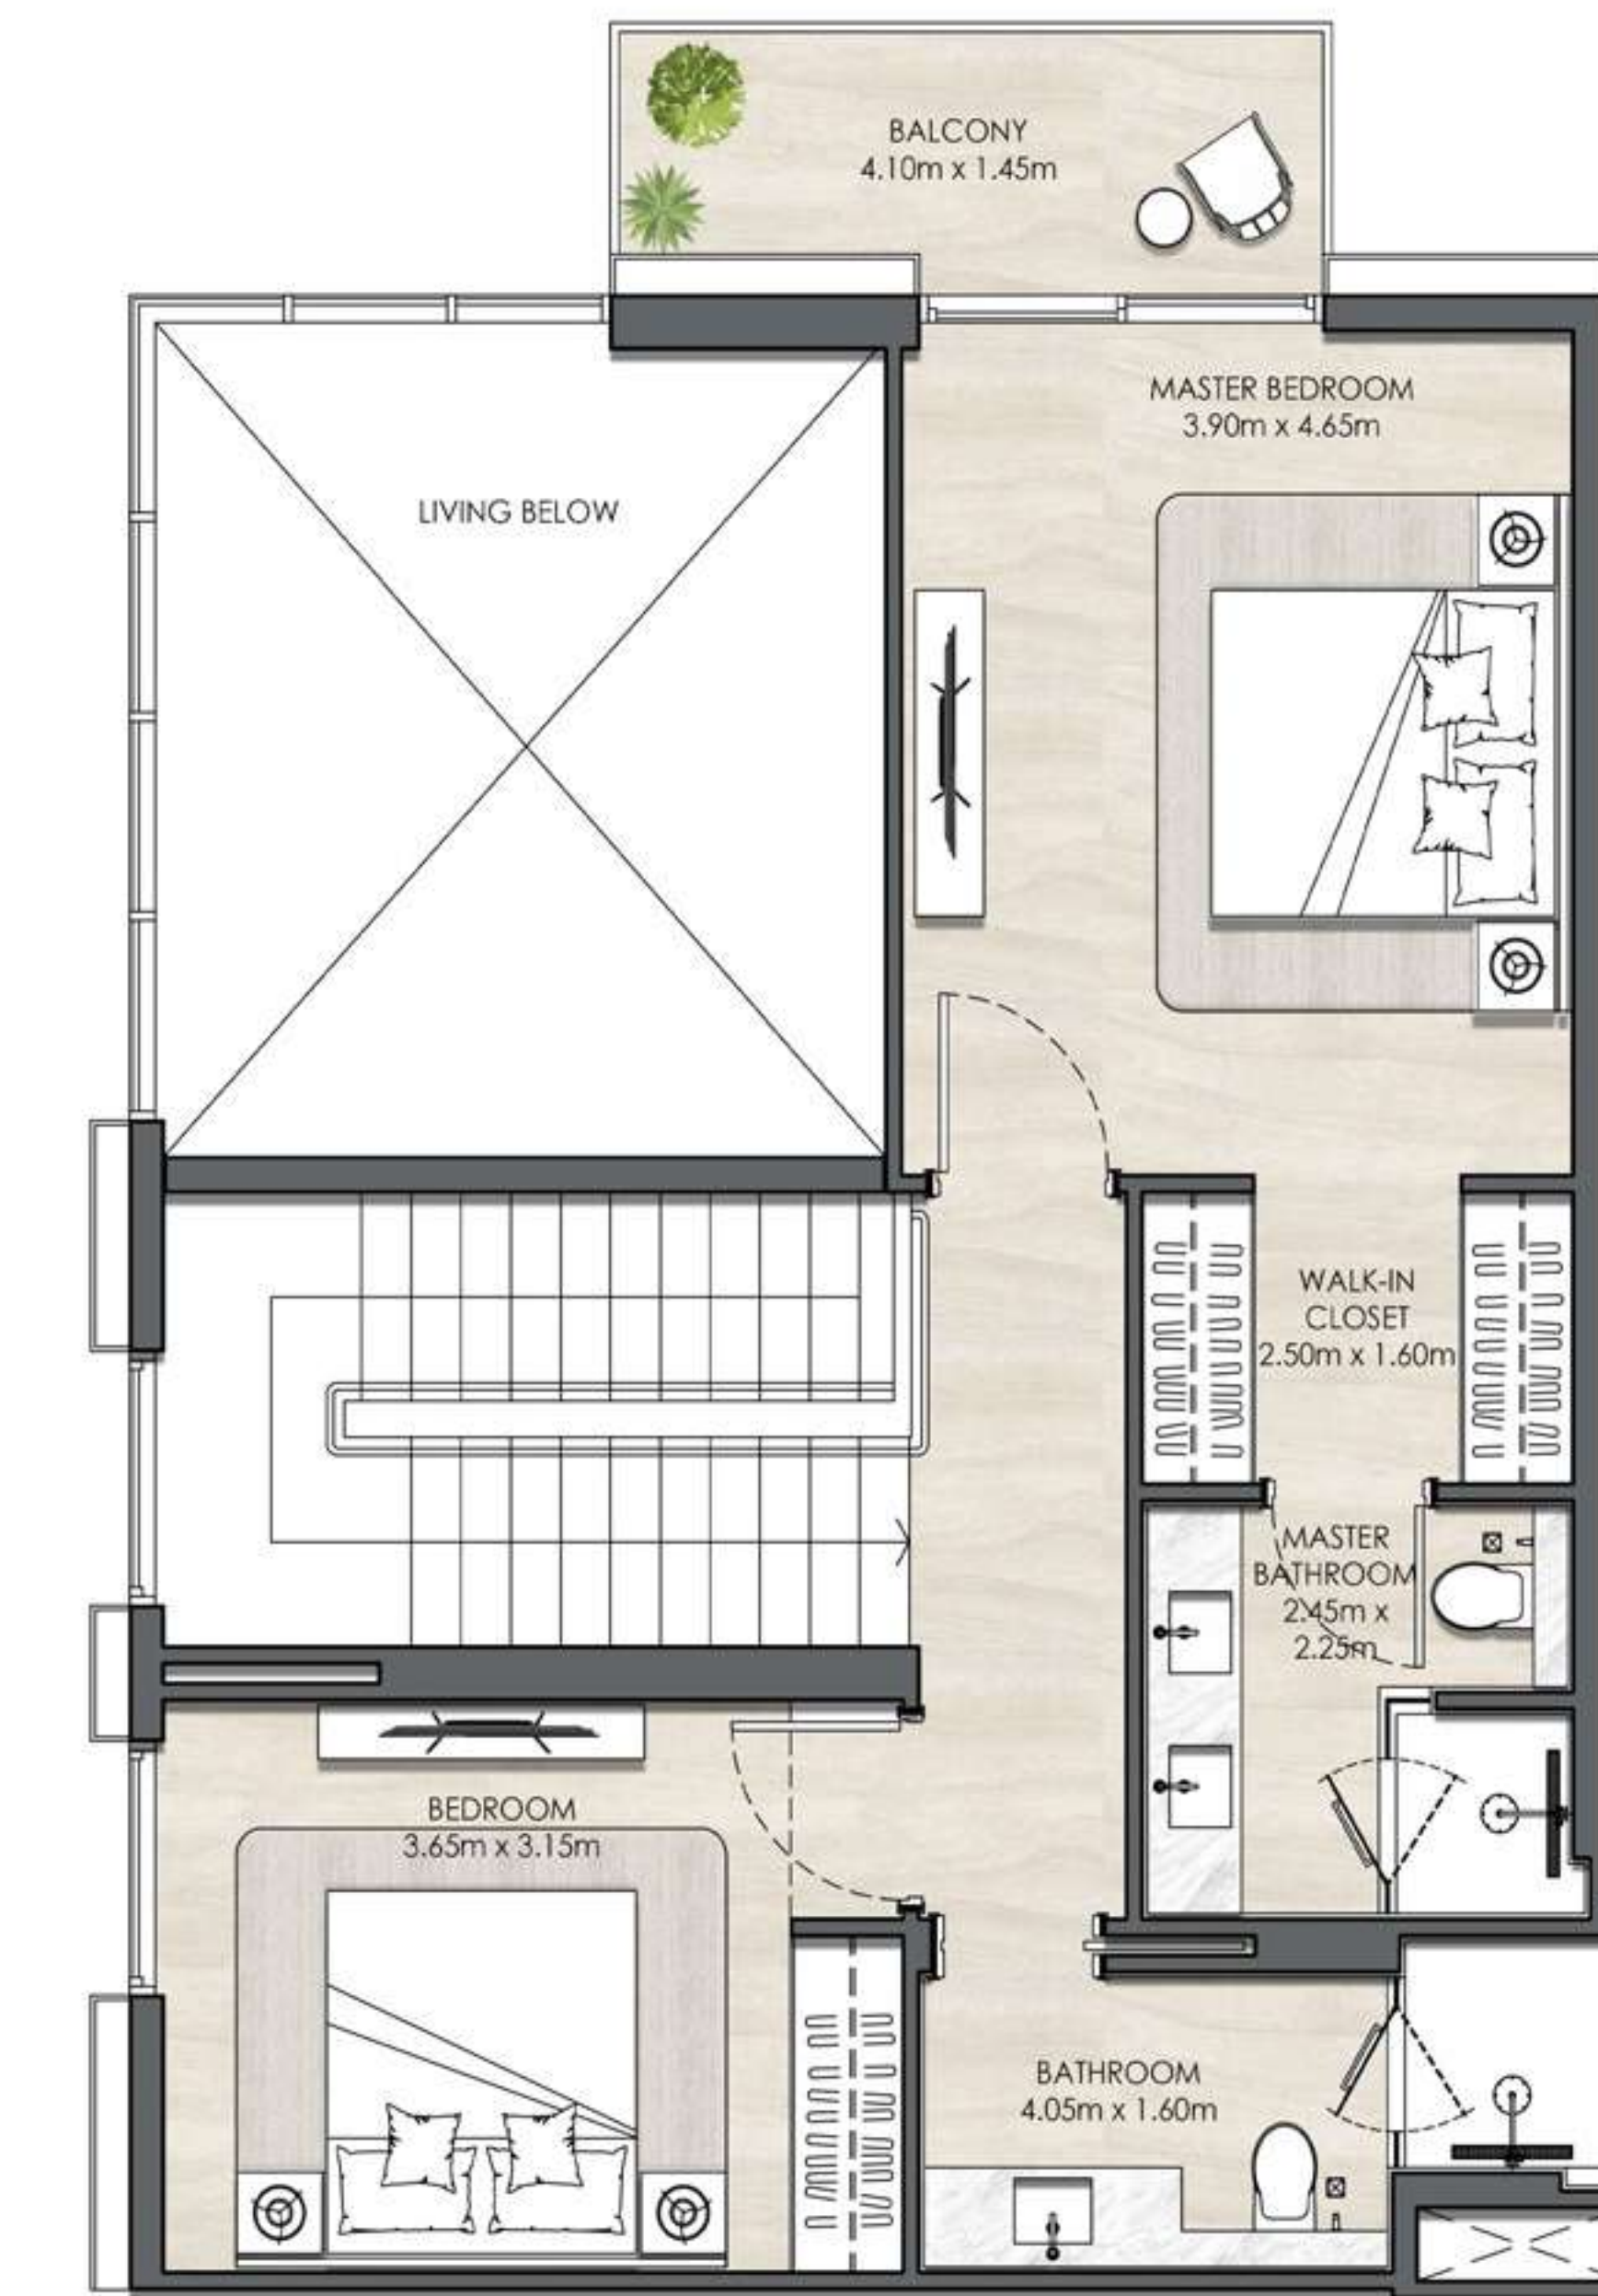 BALCONY
4.10m x 1.45m
MASTER BEDROOM
3.90m x 4.65m
LIVING BELOW
WALK-IN
CLOSET
2.50m x 1.60m
MASTER
BATHROOM
2.45m x
2.25m
BEDROOM
3.65m x 3.15m
BATHROOM
4.05m x 1.60m